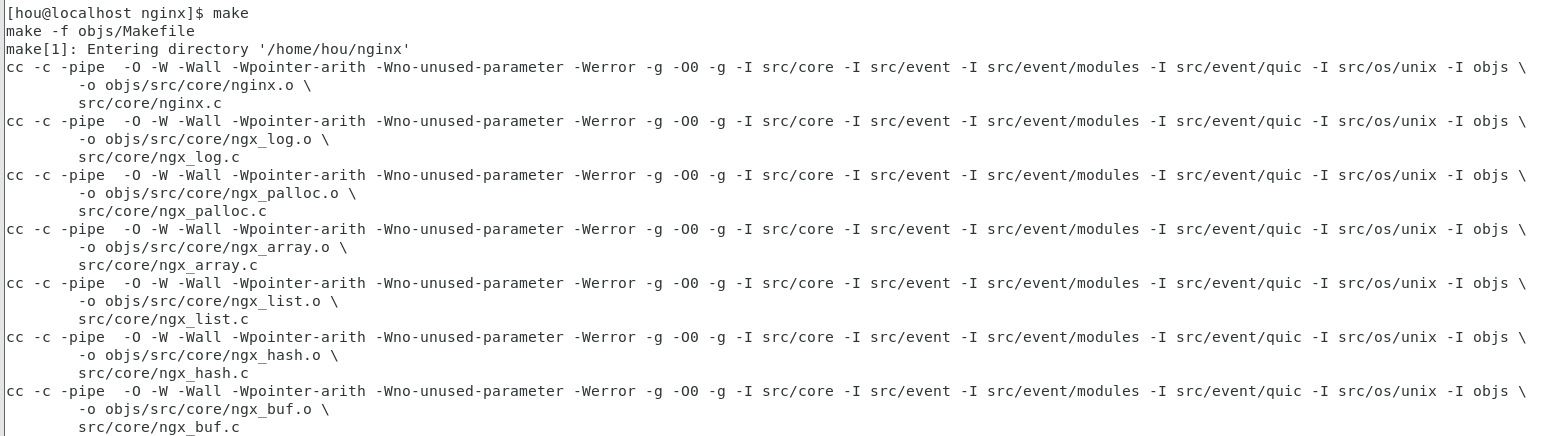 [hou@localhost nginx]$ make
make -f objs/Makefile
make[1]: Entering directory '/home/hou/nginx'
cc -c -pipe  -O -W -Wall -Wpointer-arith -Wno-unused-parameter -Werror -g -O0 -g -I src/core -I src/event -I src/event/modules -I src/event/quic -I src/os/unix -I objs \
        -o objs/src/core/nginx.o \
        src/core/nginx.c
cc -c -pipe  -O -W -Wall -Wpointer-arith -Wno-unused-parameter -Werror -g -O0 -g -I src/core -I src/event -I src/event/modules -I src/event/quic -I src/os/unix -I objs \
        -o objs/src/core/ngx_log.o \
        src/core/ngx_log.c
cc -c -pipe  -O -W -Wall -Wpointer-arith -Wno-unused-parameter -Werror -g -O0 -g -I src/core -I src/event -I src/event/modules -I src/event/quic -I src/os/unix -I objs \
        -o objs/src/core/ngx_palloc.o \
        src/core/ngx_palloc.c
cc -c -pipe  -O -W -Wall -Wpointer-arith -Wno-unused-parameter -Werror -g -O0 -g -I src/core -I src/event -I src/event/modules -I src/event/quic -I src/os/unix -I objs \
        -o objs/src/core/ngx_array.o \
        src/core/ngx_array.c
cc -c -pipe  -O -W -Wall -Wpointer-arith -Wno-unused-parameter -Werror -g -O0 -g -I src/core -I src/event -I src/event/modules -I src/event/quic -I src/os/unix -I objs \
        -o objs/src/core/ngx_list.o \
        src/core/ngx_list.c
cc -c -pipe  -O -W -Wall -Wpointer-arith -Wno-unused-parameter -Werror -g -O0 -g -I src/core -I src/event -I src/event/modules -I src/event/quic -I src/os/unix -I objs \
        -o objs/src/core/ngx_hash.o \
        src/core/ngx_hash.c
cc -c -pipe  -O -W -Wall -Wpointer-arith -Wno-unused-parameter -Werror -g -O0 -g -I src/core -I src/event -I src/event/modules -I src/event/quic -I src/os/unix -I objs \
        -o objs/src/core/ngx_buf.o \
        src/core/ngx_buf.c